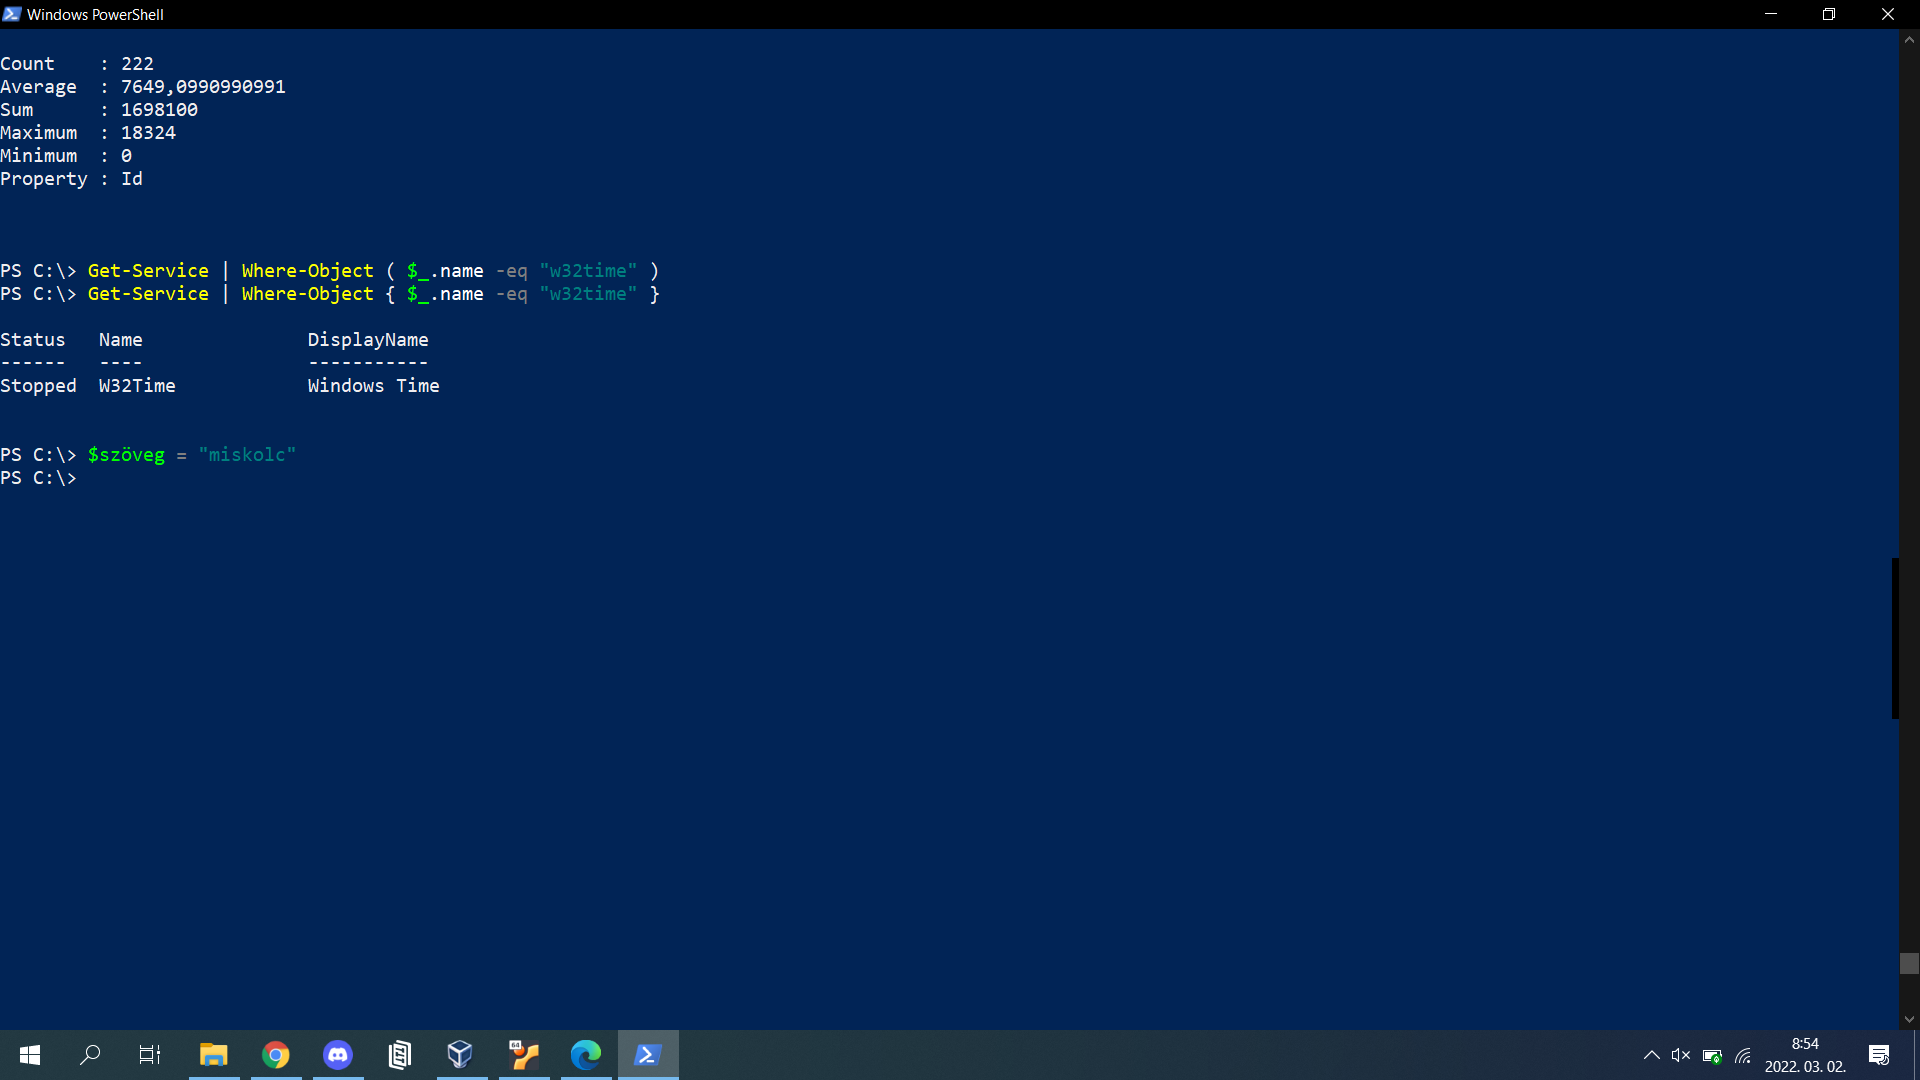 Windows PowerShell
Count    : 222
Average  : 7649,0990990991
Sum      : 1698100
Maximum  : 18324
Minimum  : 0
Property : Id
PS C:\> Get-Service | Where-Object ( $_.name -eq "w32time" )
PS C:\> Get-Service | Where-Object { $_.name -eq "w32time" }
Status   Name               DisplayName
------   ----               -----------
Stopped  W32Time            Windows Time
PS C:\> $szöveg = "miskolc"
PS C:\>
64
8:54
2022. 03. 02.